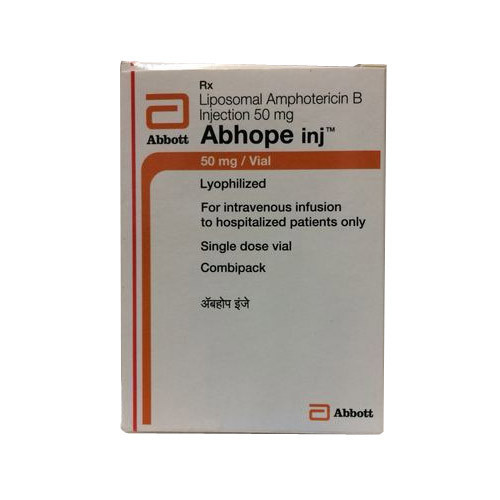 Rx
Liposomal Amphotericin B
Injection 50 mg
Abbott
Abhope inj™
50 mg / Vial
Lyophilized
For intravenous infusion
to hospitalized patients only
Single dose vial
Combipack
ॲबहोप इंजे
Abbott